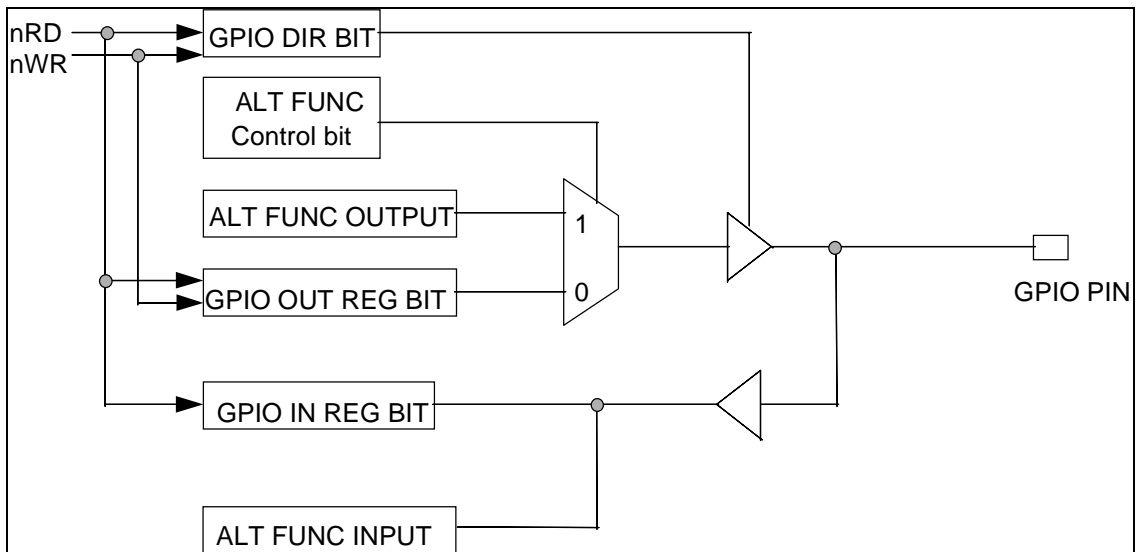 nRD
nWR
GPIO DIR BIT
ALT FUNC
Control bit
ALT FUNC OUTPUT
1
GPIO OUT REG BIT
0
GPIO PIN
GPIO IN REG BIT
ALT FUNC INPUT